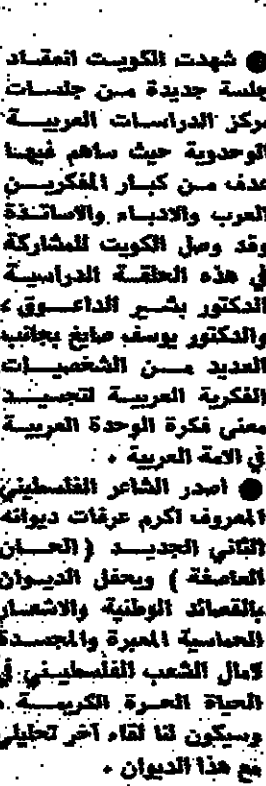 ● شهدت الكويت انعقاد
جلسة جديدة من جلسات
مركز الدراسات العربية
الوحدوية حيث ساهم فيها
عدد من كبار المفكرين
العرب والادباء والاساتذة
وقد وصل الكويت للمشاركة
في هذه الحلقة الدراسية
الدكتور بشير الداعوق ،
والدكتور يوسف صايغ بجانب
العديد من الشخصيات
الفكرية العربية لتجسيد
معنى فكرة الوحدة العربية
في الامة العربية .
● اصدر الشاعر الفلسطيني
المعروف اكرم عرفات ديوانه
الثاني الجديد ( الحان
العاصفة ) ويحفل الديوان
بالقصائد الوطنية والاشعار
الحماسية المعبرة والمجسدة
لامال الشعب الفلسطيني في
الحياة الحرة الكريمة .
وسيكون لنا لقاء آخر تحليلي
مع هذا الديوان .